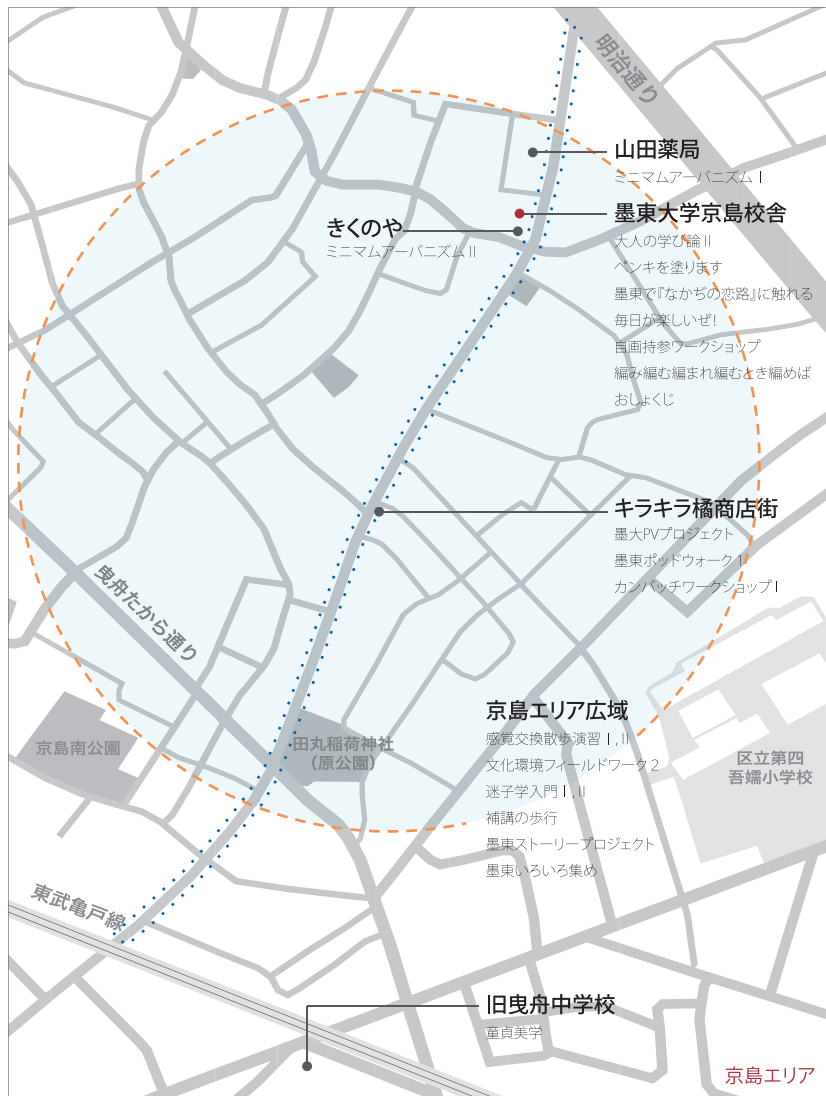 明治通り
山田薬局
ミニマムアーバニズム I
墨東大学京島校舎
大人の学び論 II
ペンキを塗ります
墨東で『なかぢの恋路』に触れる
毎日が楽しいぜ!
自画持参ワークショップ
編み編む編まれ編むとき編めば
おしょくじ
きくのや
ミニマムアーバニズム II
キラキラ橘商店街
墨大PVプロジェクト
墨東ポッドウォーク1
カンバッチワークショップ I
曳舟たから通り
京島エリア広域
感覚交換散歩演習 I , II
文化環境フィールドワーク 2
迷子学入門 I , II
補講の歩行
墨東ストーリープロジェクト
墨東いろいろ集め
京島南公園
田丸稲荷神社
(原公園)
区立第四
吾嬬小学校
東武亀戸線
旧曳舟中学校
童貞美学
京島エリア